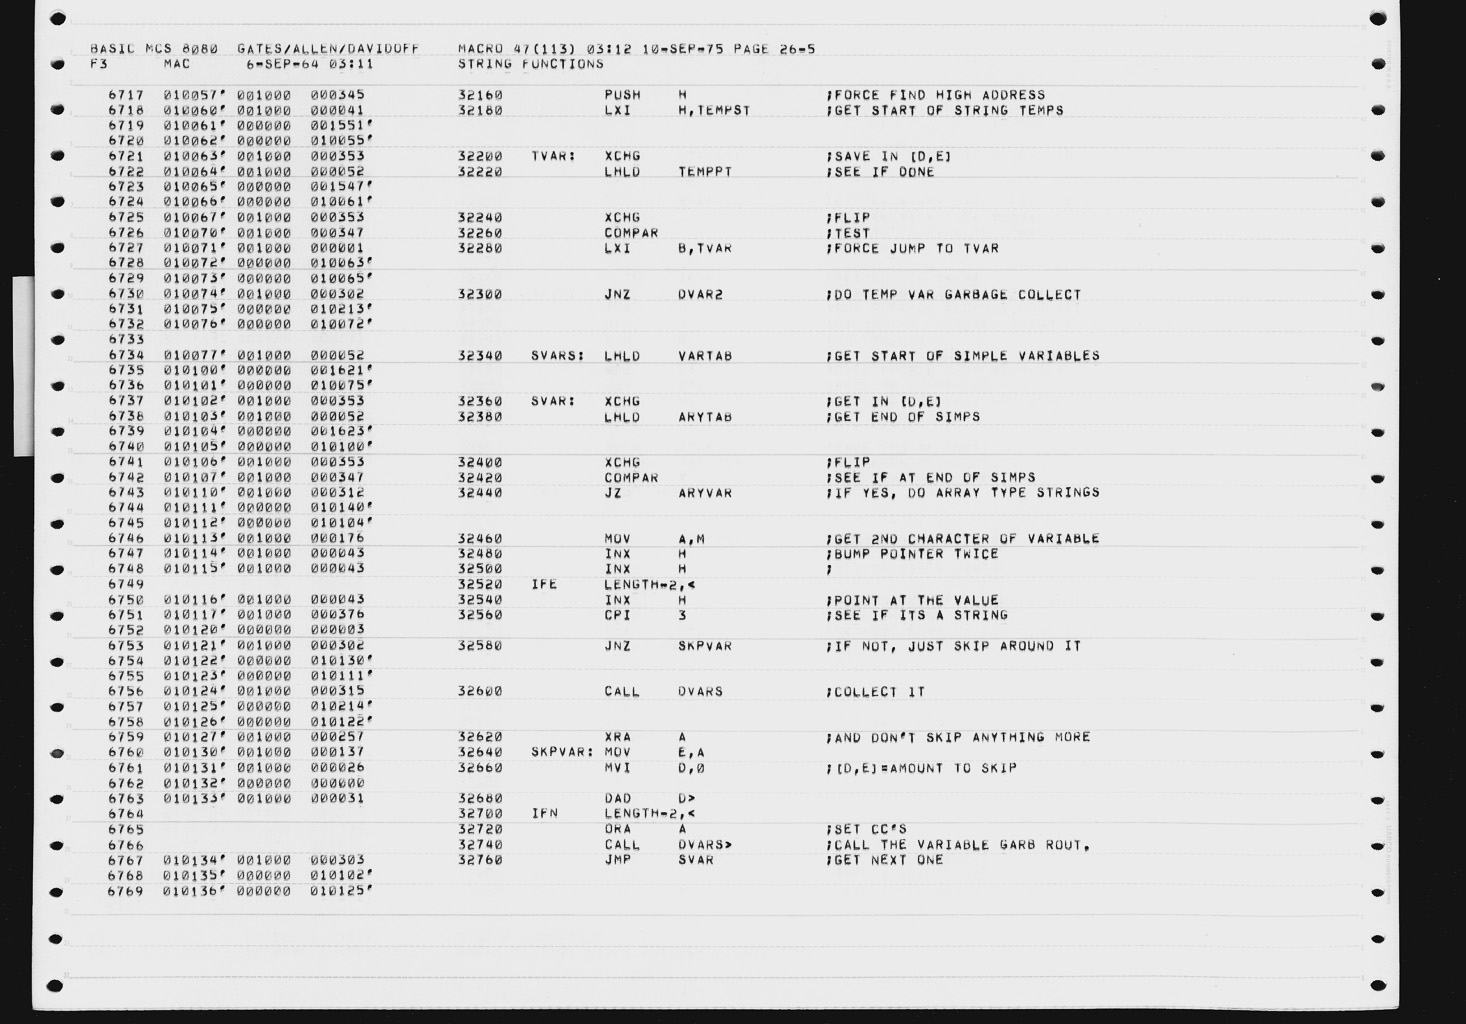 BASIC MCS 8080 GATES/ALLEN/DAVIDOFF MACRO 47(113) 03:12 10-SEP-75 PAGE 26-5
F3 MAC 6-SEP-64 03:11 STRING FUNCTIONS
6717 010057' 001000 000345 32160 PUSH H ;FORCE FIND HIGH ADDRESS
6718 010060' 001000 000041 32180 LXI H,TEMPST ;GET START OF STRING TEMPS
6719 010061' 000000 001551'
6720 010062' 000000 010055'
6721 010063' 001000 000353 32200 TVAR: XCHG ;SAVE IN [D,E]
6722 010064' 001000 000052 32220 LHLD TEMPPT ;SEE IF DONE
6723 010065' 000000 001547'
6724 010066' 000000 010061'
6725 010067' 001000 000353 32240 XCHG ;FLIP
6726 010070' 001000 000347 32260 COMPAR ;TEST
6727 010071' 001000 000001 32280 LXI B,TVAR ;FORCE JUMP TO TVAR
6728 010072' 000000 010063'
6729 010073' 000000 010065'
6730 010074' 001000 000302 32300 JNZ DVAR2 ;DO TEMP VAR GARBAGE COLLECT
6731 010075' 000000 010213'
6732 010076' 000000 010072'
6733
6734 010077' 001000 000052 32340 SVARS: LHLD VARTAB ;GET START OF SIMPLE VARIABLES
6735 010100' 000000 001621'
6736 010101' 000000 010075'
6737 010102' 001000 000353 32360 SVAR: XCHG ;GET IN [D,E]
6738 010103' 001000 000052 32380 LHLD ARYTAB ;GET END OF SIMPS
6739 010104' 000000 001623'
6740 010105' 000000 010100'
6741 010106' 001000 000353 32400 XCHG ;FLIP
6742 010107' 001000 000347 32420 COMPAR ;SEE IF AT END OF SIMPS
6743 010110' 001000 000312 32440 JZ ARYVAR ;IF YES, DO ARRAY TYPE STRINGS
6744 010111' 000000 010140'
6745 010112' 000000 010104'
6746 010113' 001000 000176 32460 MOV A,M ;GET 2ND CHARACTER OF VARIABLE
6747 010114' 001000 000043 32480 INX H ;BUMP POINTER TWICE
6748 010115' 001000 000043 32500 INX H ;
6749 32520 IFE LENGTH-2,<
6750 010116' 001000 000043 32540 INX H ;POINT AT THE VALUE
6751 010117' 001000 000376 32560 CPI 3 ;SEE IF ITS A STRING
6752 010120' 000000 000003
6753 010121' 001000 000302 32580 JNZ SKPVAR ;IF NOT, JUST SKIP AROUND IT
6754 010122' 000000 010130'
6755 010123' 000000 010111'
6756 010124' 001000 000315 32600 CALL DVARS ;COLLECT IT
6757 010125' 000000 010214'
6758 010126' 000000 010122'
6759 010127' 001000 000257 32620 XRA A ;AND DON'T SKIP ANYTHING MORE
6760 010130' 001000 000137 32640 SKPVAR: MOV E,A
6761 010131' 001000 000026 32660 MVI D,0 ;[D,E]=AMOUNT TO SKIP
6762 010132' 000000 000000
6763 010133' 001000 000031 32680 DAD D>
6764 32700 IFN LENGTH-2,<
6765 32720 ORA A ;SET CC'S
6766 32740 CALL DVARS> ;CALL THE VARIABLE GARB ROUT.
6767 010134' 001000 000303 32760 JMP SVAR ;GET NEXT ONE
6768 010135' 000000 010102'
6769 010136' 000000 010125'